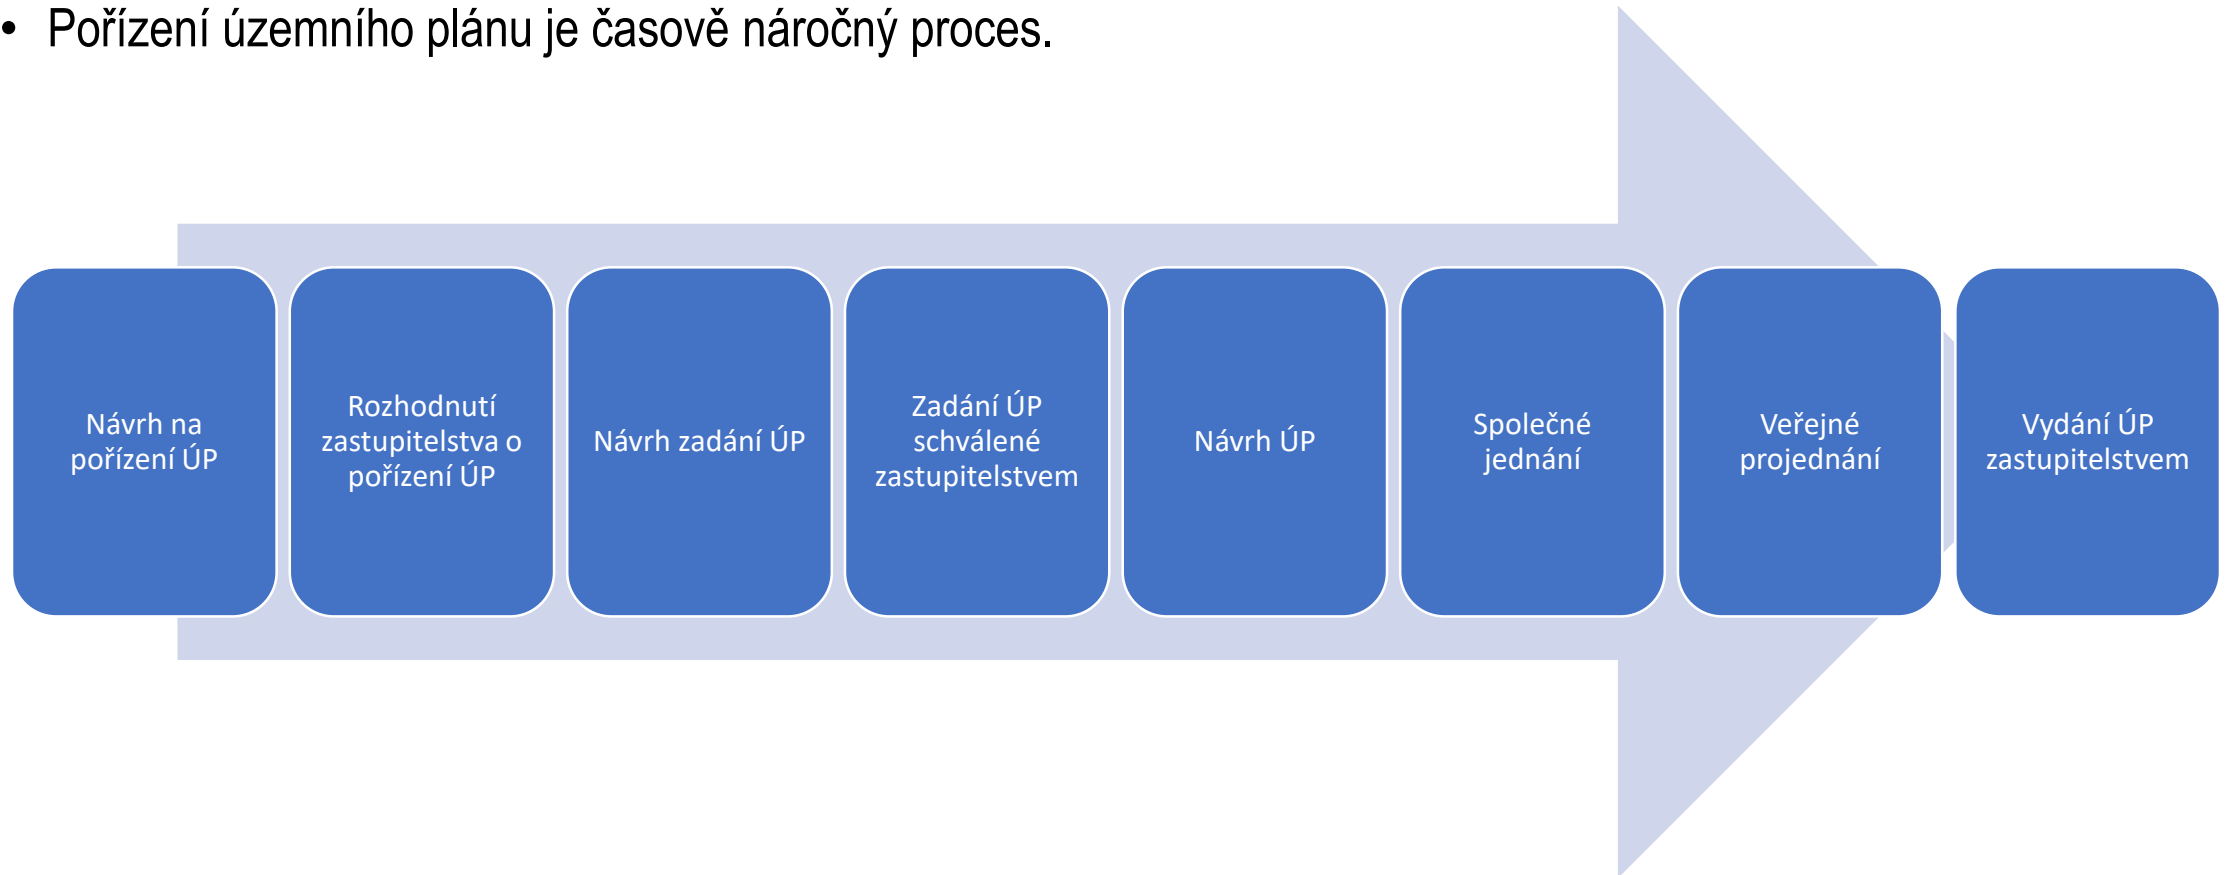 • Pořízení územního plánu je časově náročný proces.
Návrh na
pořízení ÚP
Rozhodnutí
zastupitelstva o
pořízení ÚP
Návrh zadání ÚP
Zadání ÚP
schválené
zastupitelstvem
Návrh ÚP
Společné
jednání
Veřejné
projednání
Vydání ÚP
zastupitelstvem